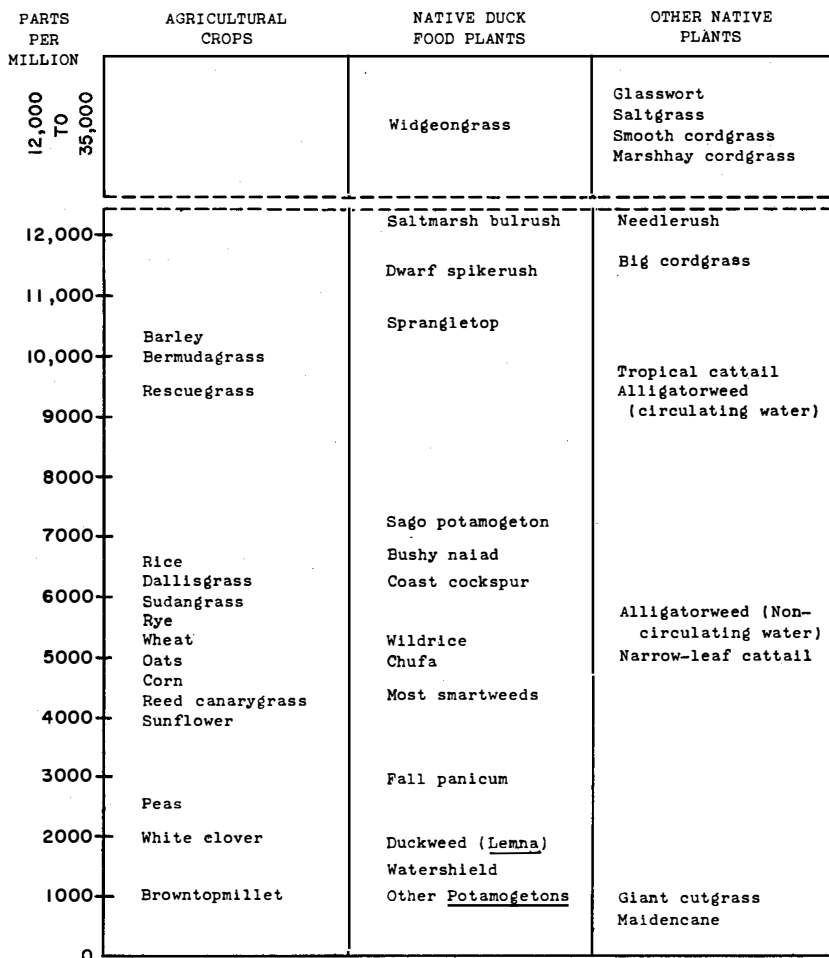 PARTS PER MILLION
AGRICULTURAL CROPS
NATIVE DUCK FOOD PLANTS
OTHER NATIVE PLANTS
12,000 TO 35,000
Widgeongrass
Glasswort
Saltgrass
Smooth cordgrass
Marshhay cordgrass
Saltmarsh bulrush
Needlerush
12,000
Big cordgrass
Dwarf spikerush
11,000
Sprangletop
Barley
10,000
Bermudagrass
Tropical cattail
Rescuegrass
Alligatorweed
(circulating water)
9000
8000
Sago potamogeton
7000
Bushy naiad
Rice
Dallisgrass
Coast cockspur
6000
Sudangrass
Alligatorweed (Non-
Rye
circulating water)
Wheat
Wildrice
5000
Oats
Chufa
Narrow-leaf cattail
Corn
Reed canarygrass
Most smartweeds
4000
Sunflower
3000
Fall panicum
Peas
2000
White clover
Duckweed (Lemna)
Watershield
1000
Browntopmillet
Other Potamogetons
Giant cutgrass
Maidencane
0